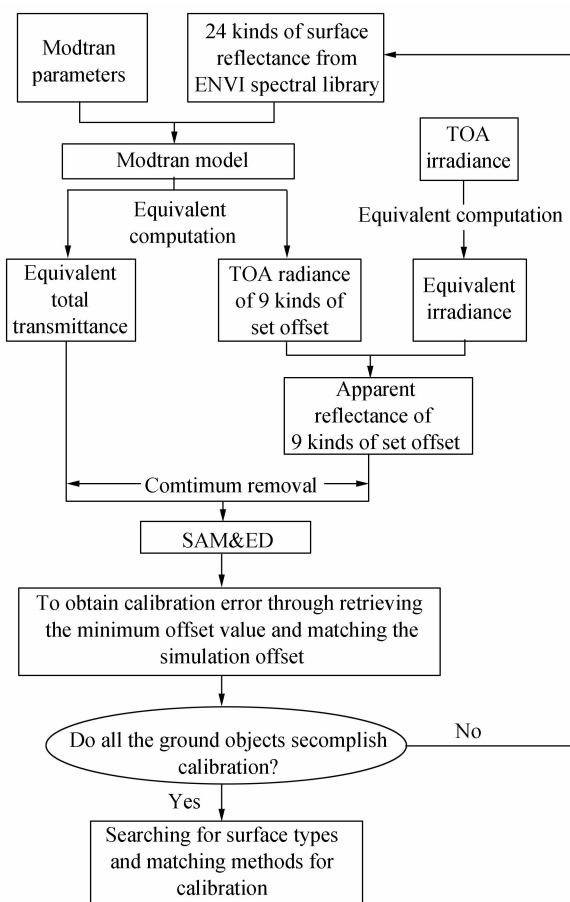 Modtran
parameters
24 kinds of surface
reflectance from
ENVI spectral library
TOA
irradiance
Modtran model
Equivalent
computation
Equivalent computation
Equivalent
total
transmittance
TOA radiance
of 9 kinds of
set offset
Equivalent
irradiance
Apparent
reflectance of
9 kinds of set offset
Comtimum removal
SAM&ED
To obtain calibration error through retrieving
the minimum offset value and matching the
simulation offset
Do all the ground objects secomplish
calibration?
No
Yes
Searching for surface types
and matching methods for
calibration